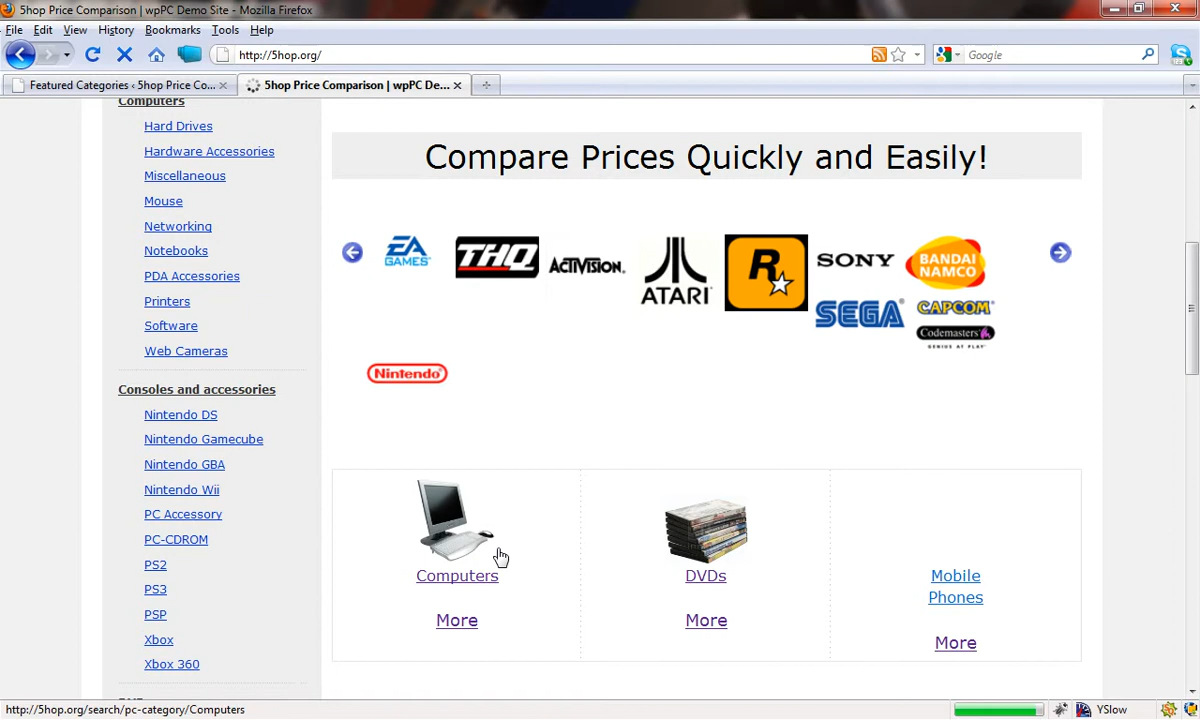 5hop Price Comparison | wpPC Demo Site - Mozilla Firefox
File Edit View History Bookmarks Tools Help
http://5hop.org/
Google
Featured Categories ‹ 5hop Price Co...
5hop Price Comparison | wpPC De...
Computers
Hard Drives
Hardware Accessories
Miscellaneous
Mouse
Networking
Notebooks
PDA Accessories
Printers
Software
Web Cameras
Consoles and accessories
Nintendo DS
Nintendo Gamecube
Nintendo GBA
Nintendo Wii
PC Accessory
PC-CDROM
PS2
PS3
PSP
Xbox
Xbox 360
Compare Prices Quickly and Easily!
EA GAMES
THQ
ACTIVISION.
ATARI
R
SONY
BANDAI NAMCO
SEGA
CAPCOM
Codemasters
GENIUS AT PLAY
Nintendo
Computers
More
DVDs
More
Mobile
Phones
More
http://5hop.org/search/pc-category/Computers
YSlow